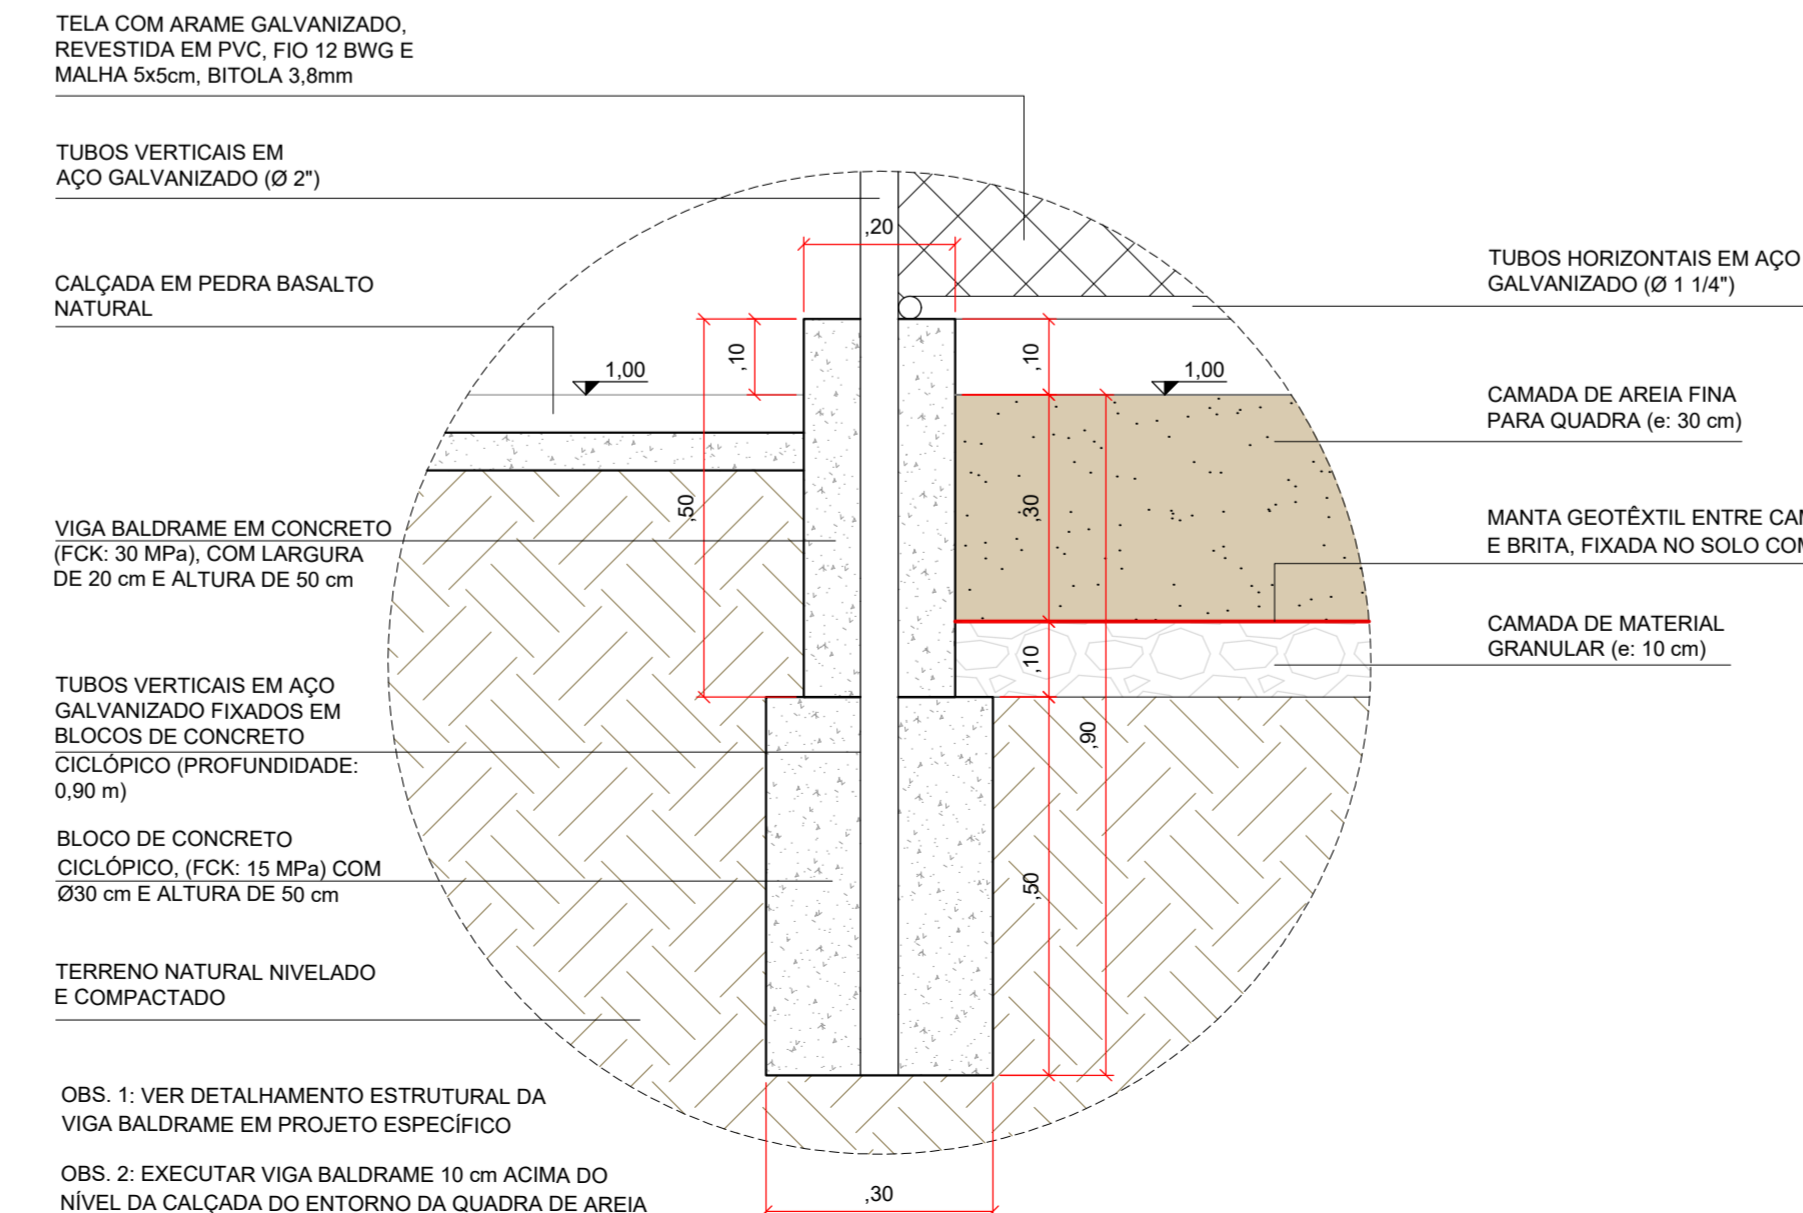 TELA COM ARAME GALVANIZADO,
REVESTIDA EM PVC, FIO 12 BWG E
MALHA 5x5cm, BITOLA 3,8mm
TUBOS VERTICAIS EM
AÇO GALVANIZADO (Ø 2")
CALÇADA EM PEDRA BASALTO
NATURAL
VIGA BALDRAME EM CONCRETO
(FCK: 30 MPa), COM LARGURA
DE 20 cm E ALTURA DE 50 cm
TUBOS VERTICAIS EM AÇO
GALVANIZADO FIXADOS EM
BLOCOS DE CONCRETO
CICLÓPICO (PROFUNDIDADE:
0,90 m)
BLOCO DE CONCRETO
CICLÓPICO, (FCK: 15 MPa) COM
Ø30 cm E ALTURA DE 50 cm
TERRENO NATURAL NIVELADO
E COMPACTADO
OBS. 1: VER DETALHAMENTO ESTRUTURAL DA
VIGA BALDRAME EM PROJETO ESPECÍFICO
OBS. 2: EXECUTAR VIGA BALDRAME 10 cm ACIMA DO
NÍVEL DA CALÇADA DO ENTORNO DA QUADRA DE AREIA
,20
,10
,10
1,00
1,00
,50
,30
,10
,90
,50
,30
TUBOS HORIZONTAIS EM AÇO
GALVANIZADO (Ø 1 1/4")
CAMADA DE AREIA FINA
PARA QUADRA (e: 30 cm)
MANTA GEOTÊXTIL ENTRE
E BRITA, FIXADA NO SOLO
CAMADA DE MATERIAL
GRANULAR (e: 10 cm)